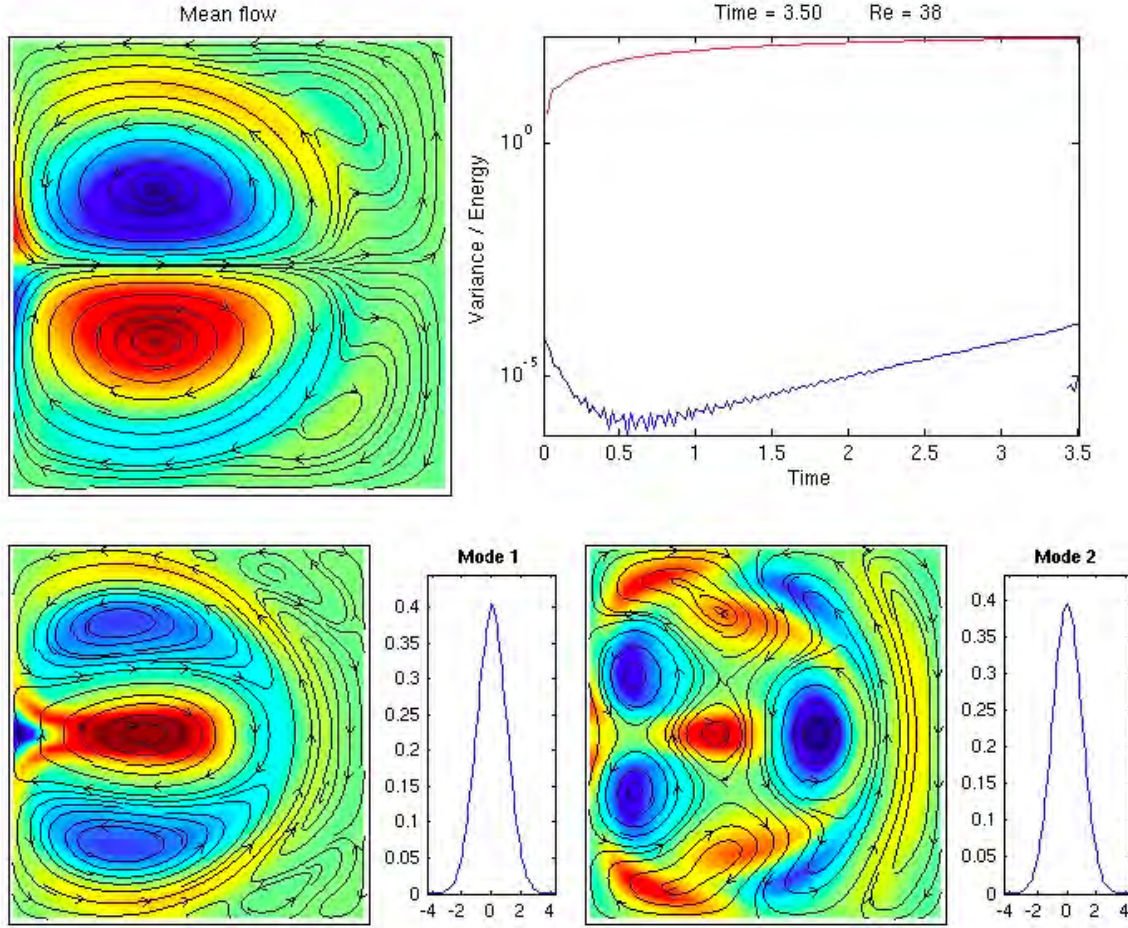 Mean flow
Time = 3.50 Re = 38
Variance / Energy
10^0
10^-5
0 0.5 1 1.5 2 2.5 3 3.5
Time
Mode 1
0.4
0.35
0.3
0.25
0.2
0.15
0.1
0.05
0
-4 -2 0 2 4
Mode 2
0.4
0.35
0.3
0.25
0.2
0.15
0.1
0.05
0
-4 -2 0 2 4